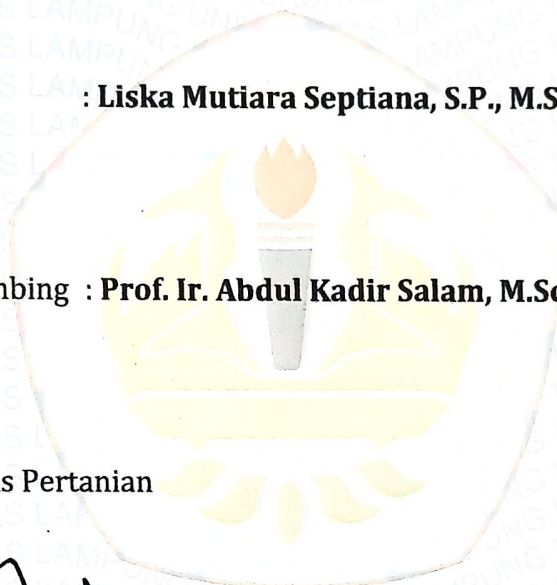 : Liska Mutiara Septiana, S.P., M.S
mbing : Prof. Ir. Abdul Kadir Salam, M.Sc
s Pertanian